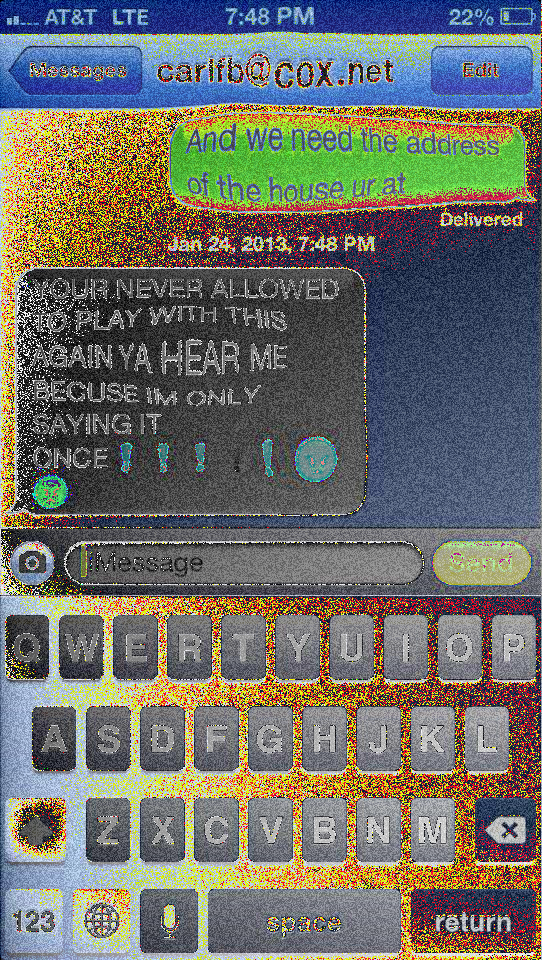 AT&T LTE 7:48 PM 22%
Messages carifb@cox.net Edit
And we need the address
of the house ur at
Delivered
Jan 24, 2013, 7:48 PM
YOUR NEVER ALLOWED
TO PLAY WITH THIS
AGAIN YA HEAR ME
BECUSE IM ONLY
SAYING IT
ONCE❗❗❗❗❗
iMessage Send
Q W E R T Y U I O P
A S D F G H J K L
Z X C V B N M
123 space return